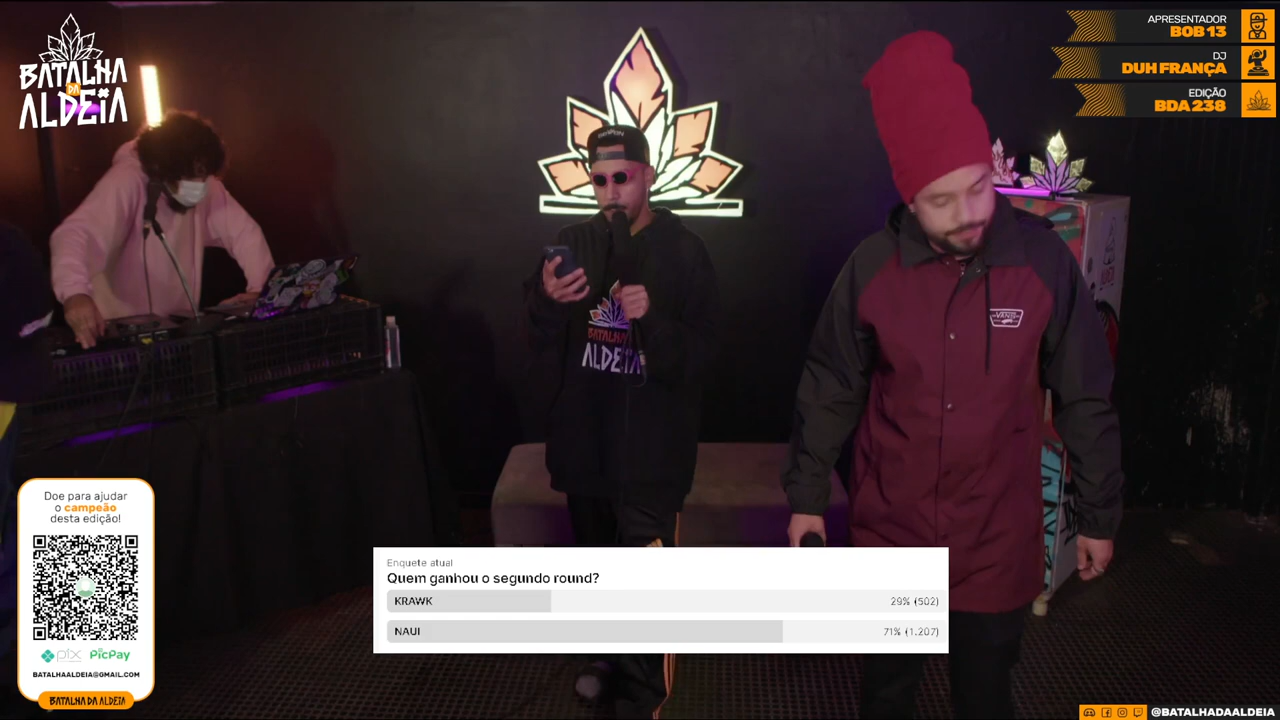 BATALHA
DA
ALDEIA
APRESENTADOR
BOB 13
DJ
DUH FRANÇA
EDIÇÃO
BDA 238
BATALHA
ALDEIA
VANS
Doe para ajudar
o campeão
desta edição!
pix PicPay
BATALHAALDEIA@GMAIL.COM
BATALHA DA ALDEIA
Enquete atual
Quem ganhou o segundo round?
KRAWK 29% (502)
NAUI 71% (1.207)
@BATALHADAALDEIA